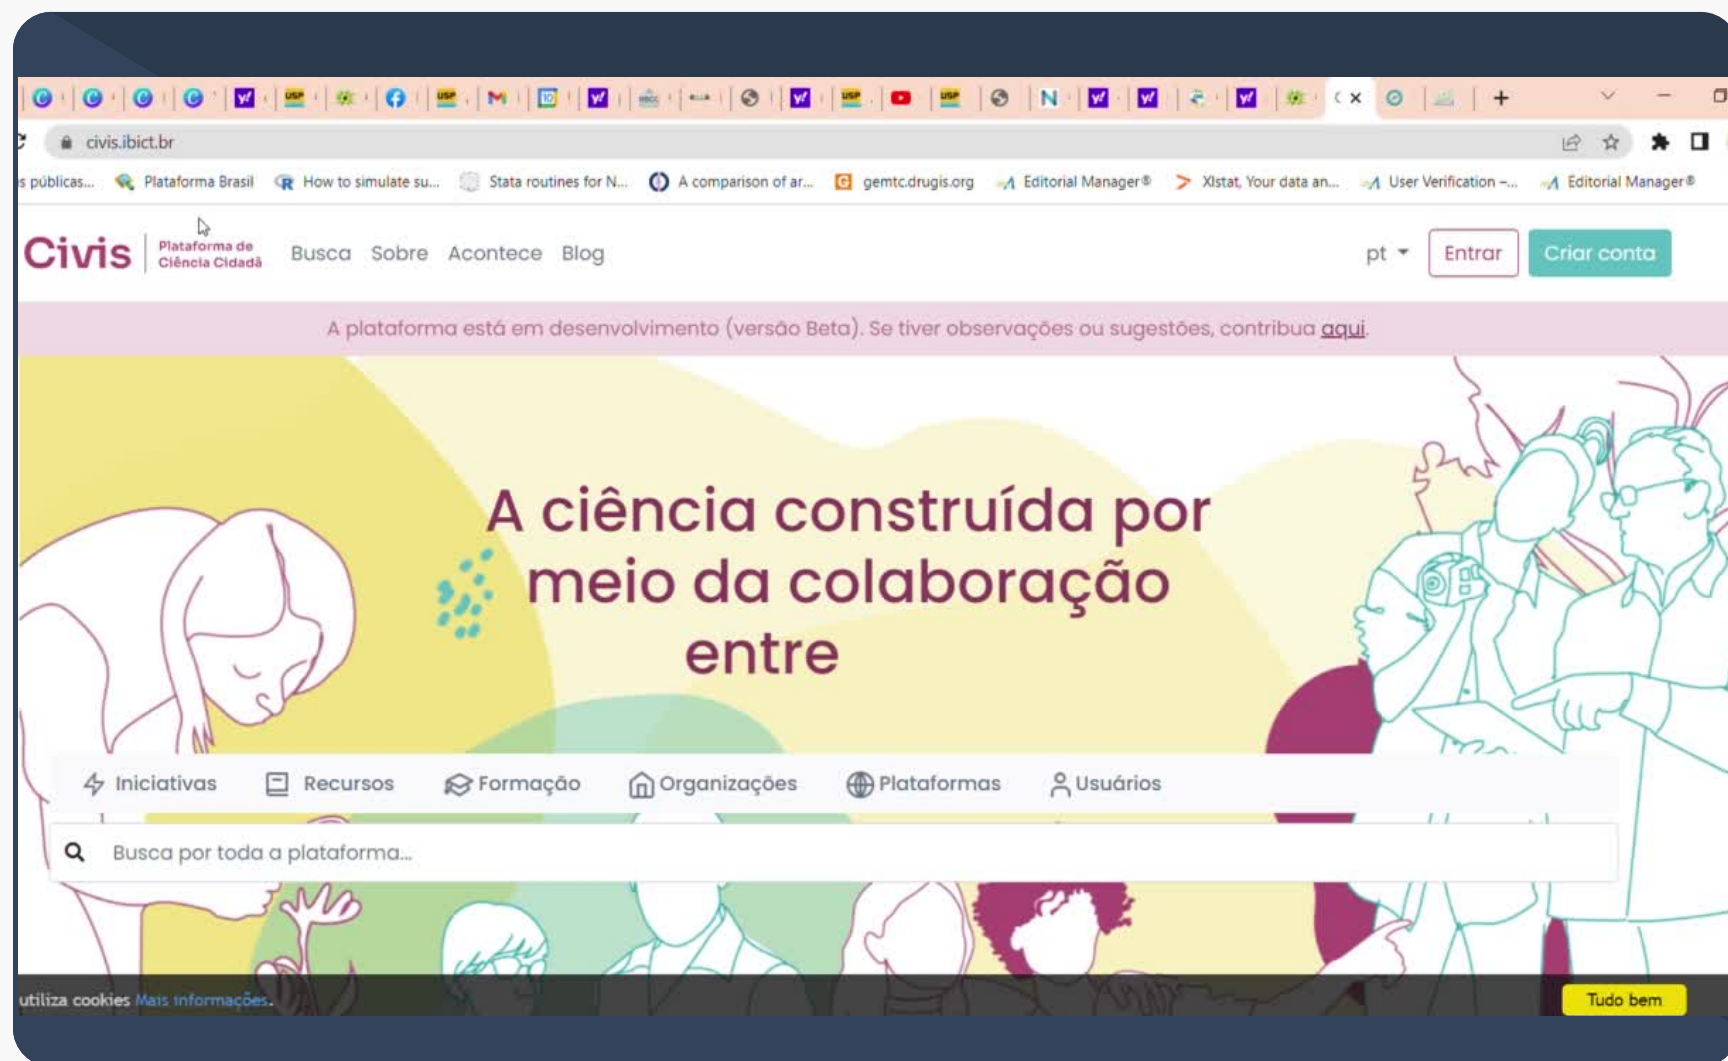 civis.ibict.br
s públicas... Plataforma Brasil How to simulate su... Stata routines for N... A comparison of ar... gemtc.drugis.org Editorial Manager® Xlstat, Your data an... User Verification –... Editorial Manager®
Civis Plataforma de Ciência Cidadã Busca Sobre Acontece Blog pt Entrar Criar conta
A plataforma está em desenvolvimento (versão Beta). Se tiver observações ou sugestões, contribua aqui.
A ciência construída por
meio da colaboração
entre
Iniciativas Recursos Formação Organizações Plataformas Usuários
Busca por toda a plataforma...
utiliza cookies Mais informações. Tudo bem